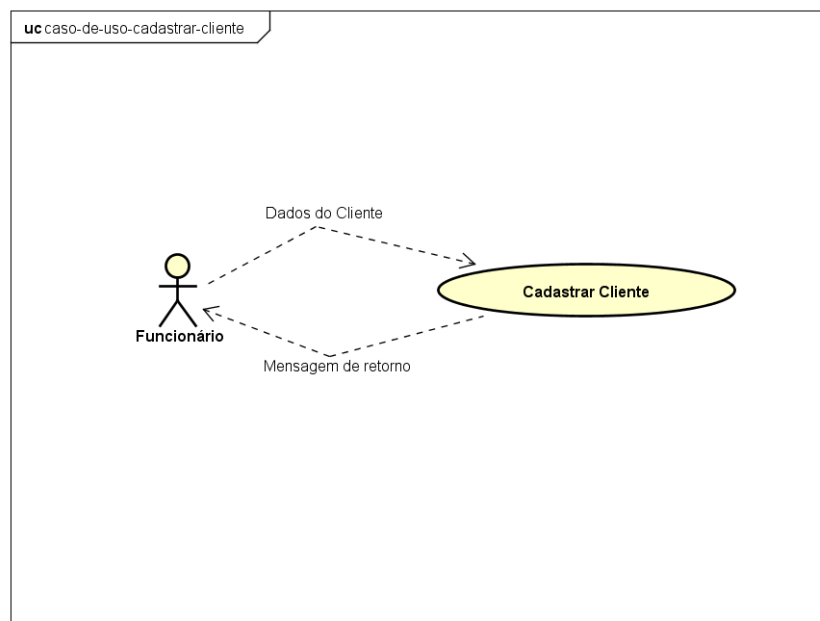 uc caso-de-uso-cadastrar-cliente
Dados do Cliente
Cadastrar Cliente
Funcionário
Mensagem de retorno